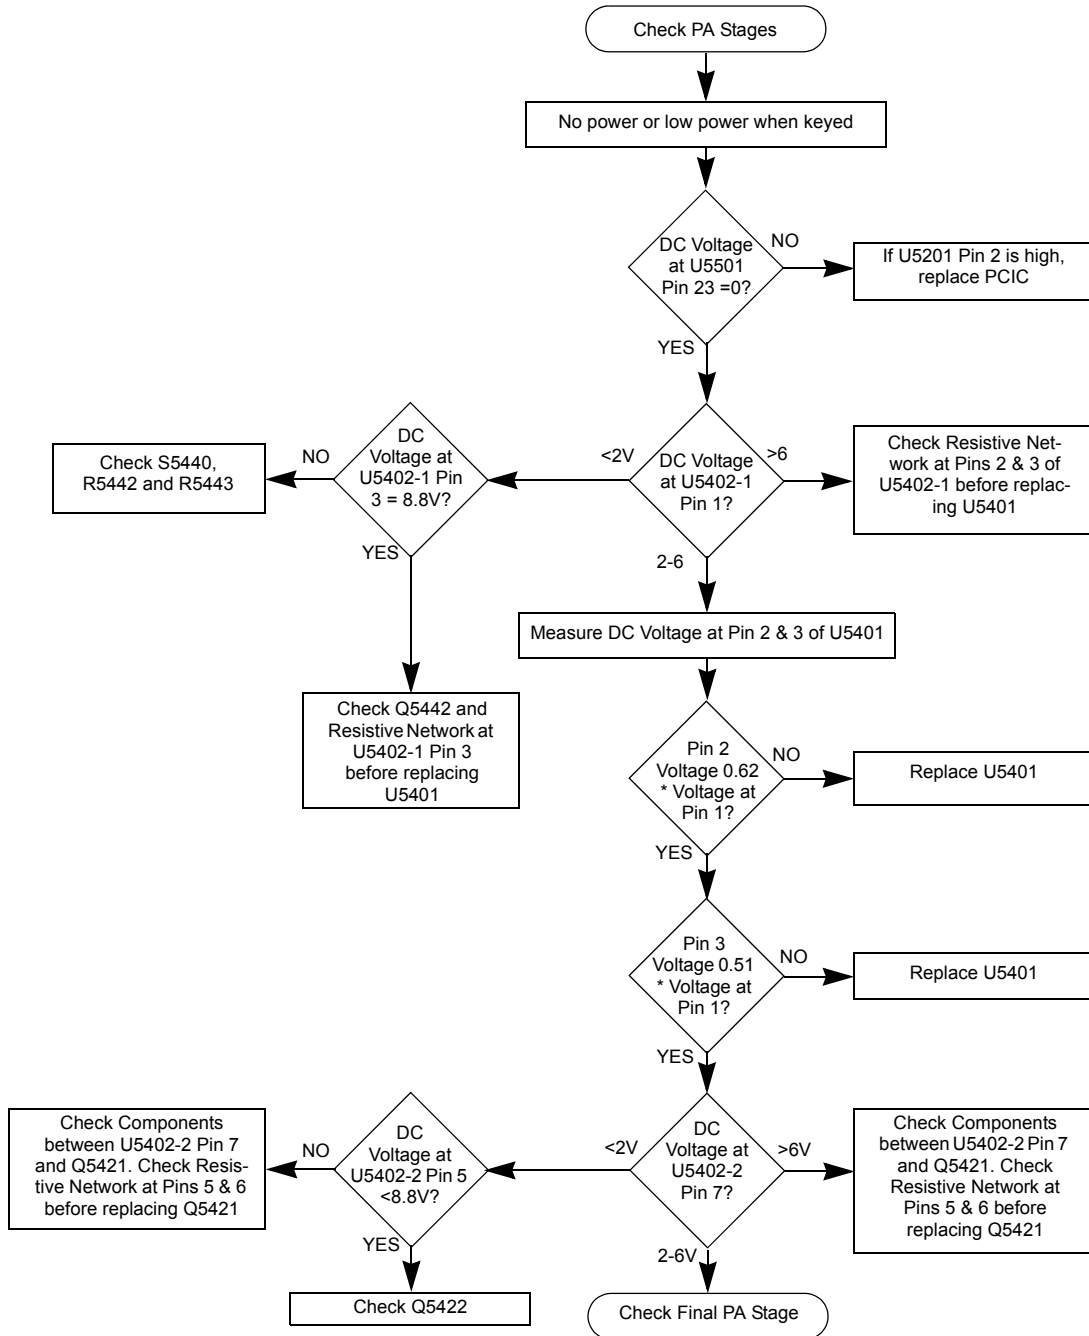 Check PA Stages
No power or low power when keyed
DC Voltage
at U5501
Pin 23 =0?
NO
If U5201 Pin 2 is high,
replace PCIC
YES
DC
Voltage at
U5402-1 Pin
3 = 8.8V?
NO
Check S5440,
R5442 and R5443
<2V
DC Voltage
at U5402-1
Pin 1?
>6
Check Resistive Net-
work at Pins 2 & 3 of
U5402-1 before replac-
ing U5401
YES
2-6
Measure DC Voltage at Pin 2 & 3 of U5401
Check Q5442 and
Resistive Network at
U5402-1 Pin 3
before replacing
U5401
Pin 2
Voltage 0.62
* Voltage at
Pin 1?
NO
Replace U5401
YES
Pin 3
Voltage 0.51
* Voltage at
Pin 1?
NO
Replace U5401
YES
Check Components
between U5402-2 Pin 7
and Q5421. Check Resis-
tive Network at Pins 5 & 6
before replacing Q5421
NO
DC
Voltage at
U5402-2 Pin 5
<8.8V?
<2V
DC
Voltage at
U5402-2
Pin 7?
>6V
Check Components
between U5402-2 Pin 7
and Q5421. Check
Resistive Network at
Pins 5 & 6 before
replacing Q5421
YES
2-6V
Check Q5422
Check Final PA Stage